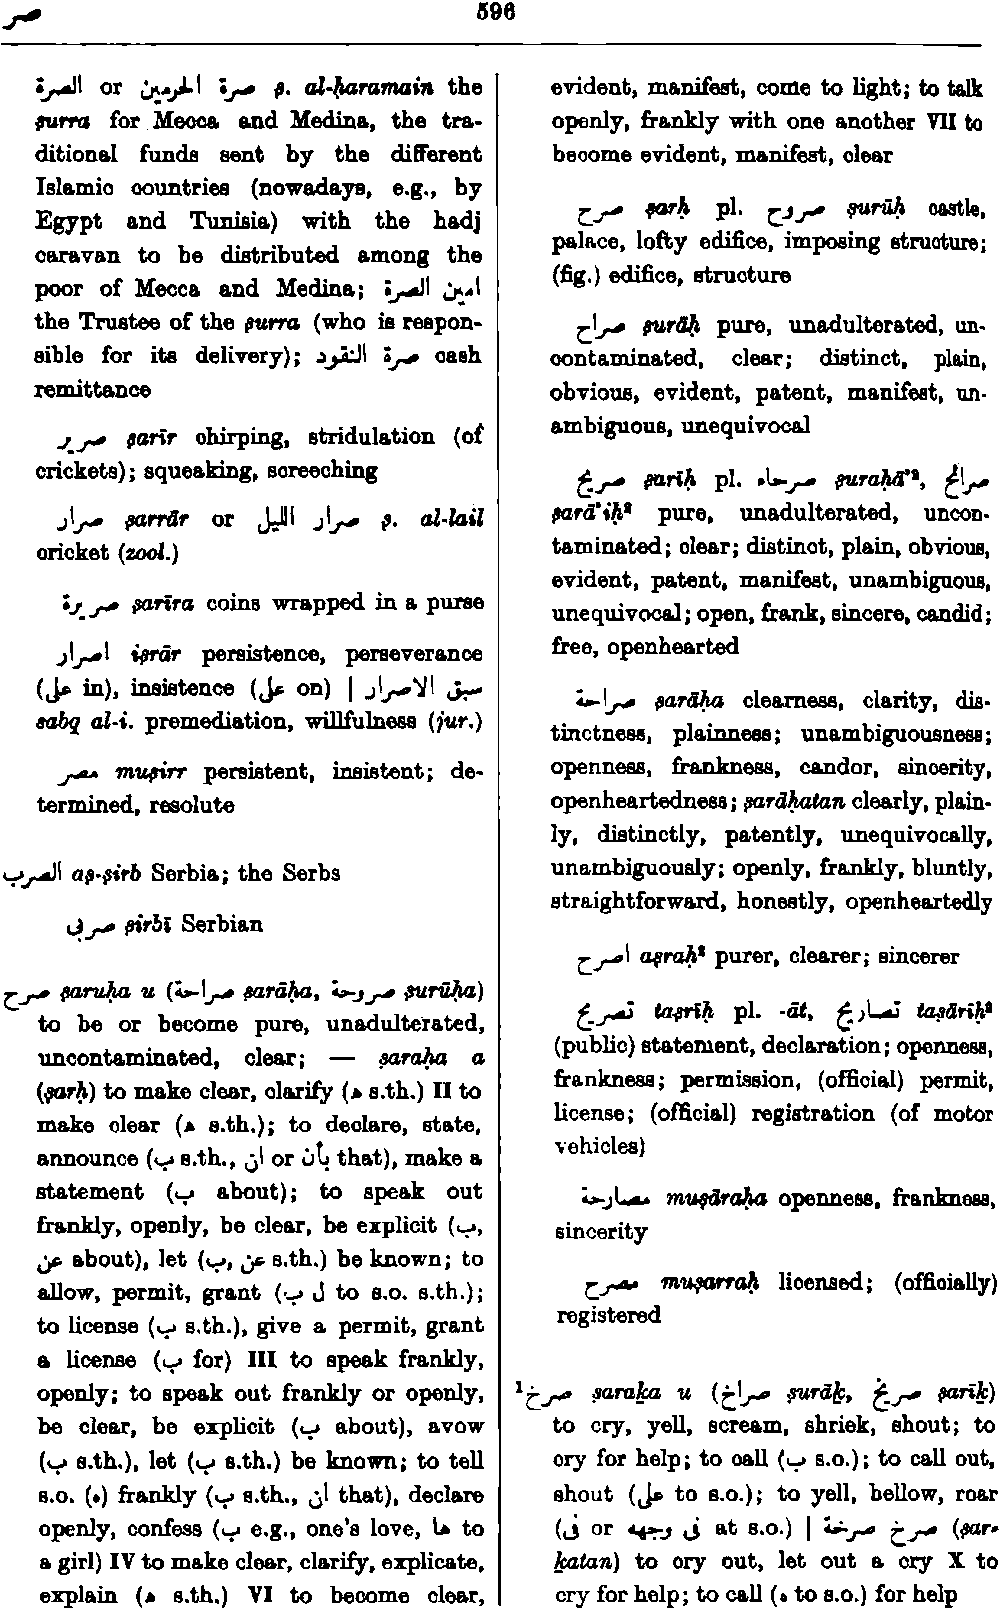 صر
596
الصرة or صرة الحرمين ṣ. al-ḥaramain the
ṣurra for Mecca and Medina, the tra-
ditional funds sent by the different
Islamic countries (nowadays, e.g., by
Egypt and Tunisia) with the hadj
caravan to be distributed among the
poor of Mecca and Medina; امين الصرة
the Trustee of the ṣurra (who is respon-
sible for its delivery); صرة النقود cash
remittance
صرير ṣarīr chirping, stridulation (of
crickets); squeaking, screeching
صرار ṣarrār or صرار الليل ṣ. al-lail
cricket (zool.)
صريرة ṣarīra coins wrapped in a purse
اصرار iṣrār persistence, perseverance
(على in), insistence (على on) | سبق الاصرار
sabq al-i. premediation, willfulness (jur.)
مصر muṣirr persistent, insistent; de-
termined, resolute
الصرب aṣ-ṣirb Serbia; the Serbs
صربي ṣirbī Serbian
صرح ṣaruḥa u (صراحة ṣarāḥa, صروحة ṣurūḥa)
to be or become pure, unadulterated,
uncontaminated, clear; — ṣaraḥa a
(ṣarḥ) to make clear, clarify (ه s.th.) II to
make clear (ه s.th.); to declare, state,
announce (ب s.th., ان or بأن that), make a
statement (ب about); to speak out
frankly, openly, be clear, be explicit (ب,
عن about), let (ب, عن s.th.) be known; to
allow, permit, grant (ل ب to s.o. s.th.);
to license (ب s.th.), give a permit, grant
a license (ب for) III to speak frankly,
openly; to speak out frankly or openly,
be clear, be explicit (ب about), avow
(ب s.th.), let (ب s.th.) be known; to tell
s.o. (ه) frankly (ب s.th., ان that), declare
openly, confess (ب e.g., one's love, ها to
a girl) IV to make clear, clarify, explicate,
explain (ه s.th.) VI to become clear,
evident, manifest, come to light; to talk
openly, frankly with one another VII to
become evident, manifest, clear
صرح ṣarḥ pl. صروح ṣurūḥ castle,
palace, lofty edifice, imposing structure;
(fig.) edifice, structure
صراح ṣurāḥ pure, unadulterated, un-
contaminated, clear; distinct, plain,
obvious, evident, patent, manifest, un-
ambiguous, unequivocal
صريح ṣarīḥ pl. صرحاء ṣuraḥā'², صرائح
ṣarā'iḥ² pure, unadulterated, uncon-
taminated; clear; distinct, plain, obvious,
evident, patent, manifest, unambiguous,
unequivocal; open, frank, sincere, candid;
free, openhearted
صراحة ṣarāḥa clearness, clarity, dis-
tinctness, plainness; unambiguousness;
openness, frankness, candor, sincerity,
openheartedness; ṣarāḥatan clearly, plain-
ly, distinctly, patently, unequivocally,
unambiguously; openly, frankly, bluntly,
straightforward, honestly, openheartedly
اصرح aṣraḥ² purer, clearer; sincerer
تصريح taṣrīḥ pl. -āt, تصاريح taṣārīḥ²
(public) statement, declaration; openness,
frankness; permission, (official) permit,
license; (official) registration (of motor
vehicles)
مصارحة muṣāraḥa openness, frankness,
sincerity
مصرح muṣarraḥ licensed; (officially)
registered
¹صرخ ṣaraḵa u (صراخ ṣurāḵ, صريخ ṣarīḵ)
to cry, yell, scream, shriek, shout; to
cry for help; to call (ب s.o.); to call out,
shout (على to s.o.); to yell, bellow, roar
(فى or فى وجهه at s.o.) | صرخ صرخة (ṣar-
ḵatan) to cry out, let out a cry X to
cry for help; to call (ه to s.o.) for help